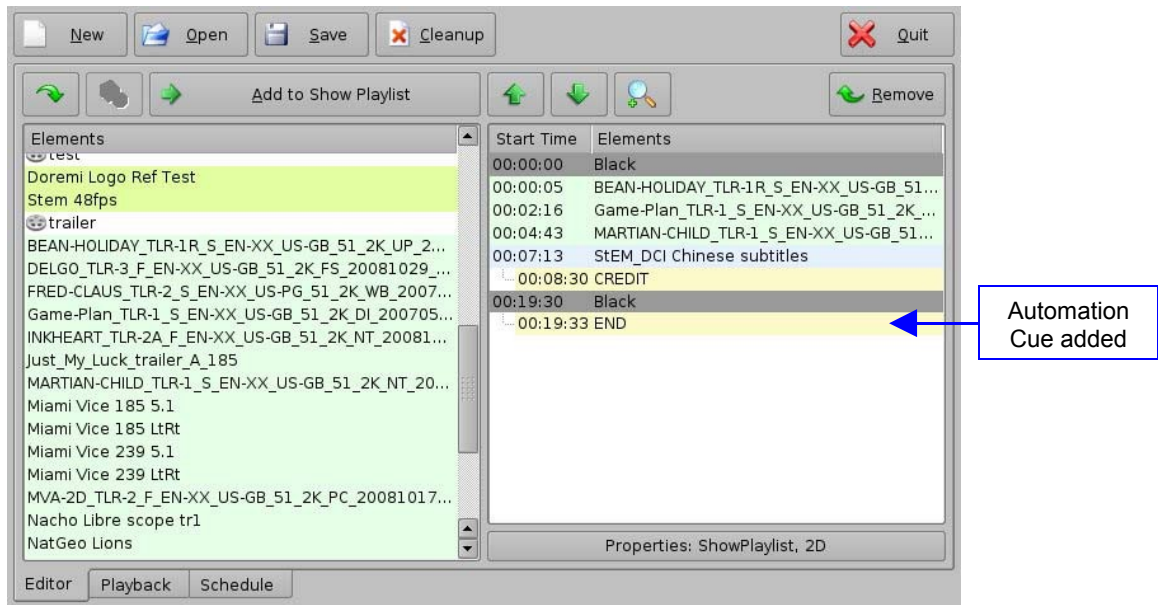 New
Open
Save
Cleanup
Quit
Add to Show Playlist
Remove
Elements
test
Doremi Logo Ref Test
Stem 48fps
trailer
BEAN-HOLIDAY_TLR-1R_S_EN-XX_US-GB_51_2K_UP_2...
DELGO_TLR-3_F_EN-XX_US-GB_51_2K_FS_20081029_...
FRED-CLAUS_TLR-2_S_EN-XX_US-PG_51_2K_WB_2007...
Game-Plan_TLR-1_S_EN-XX_US-GB_51_2K_DI_200705...
INKHEART_TLR-2A_F_EN-XX_US-GB_51_2K_NT_20081...
Just_My_Luck_trailer_A_185
MARTIAN-CHILD_TLR-1_S_EN-XX_US-GB_51_2K_NT_20...
Miami Vice 185 5.1
Miami Vice 185 LtRt
Miami Vice 239 5.1
Miami Vice 239 LtRt
MVA-2D_TLR-2_F_EN-XX_US-GB_51_2K_PC_20081017...
Nacho Libre scope tr1
NatGeo Lions
Start Time Elements
00:00:00 Black
00:00:05 BEAN-HOLIDAY_TLR-1R_S_EN-XX_US-GB_51...
00:02:16 Game-Plan_TLR-1_S_EN-XX_US-GB_51_2K_...
00:04:43 MARTIAN-CHILD_TLR-1_S_EN-XX_US-GB_51...
00:07:13 StEM_DCI Chinese subtitles
00:08:30 CREDIT
00:19:30 Black
00:19:33 END
Properties: ShowPlaylist, 2D
Automation
Cue added
Editor
Playback
Schedule